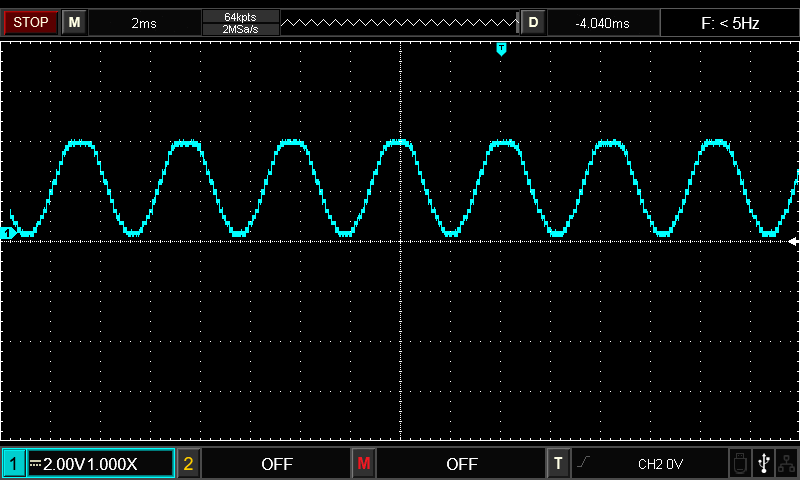 STOP M 2ms 64kpts D -4.040ms F: < 5Hz
2MSa/s
T
1
1 2.00V 1.000X 2 OFF M OFF T CH2 0V